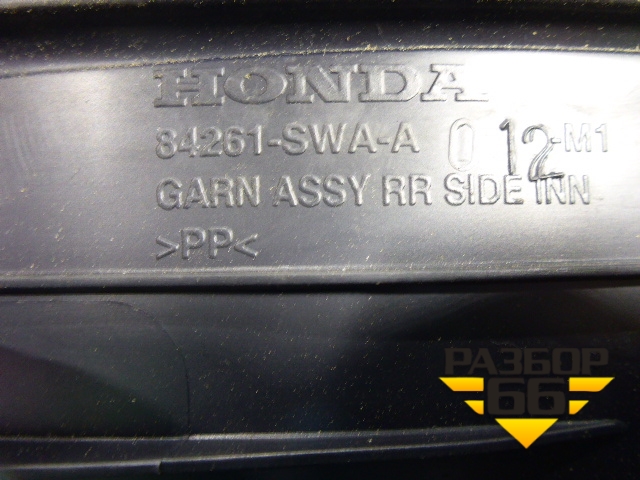 HONDA
84261-SWA-A 0 12-M1
GARN ASSY RR SIDE INN
>PP<
РАЗБОР
66